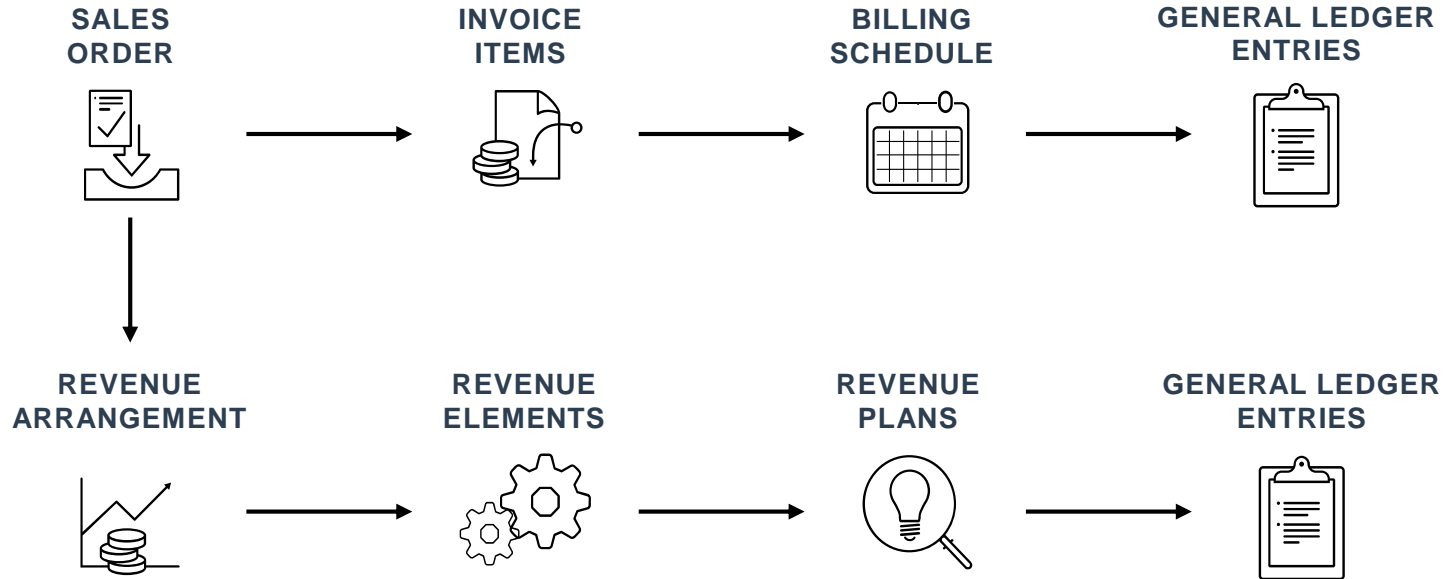 SALES
ORDER
INVOICE
ITEMS
BILLING
SCHEDULE
GENERAL LEDGER
ENTRIES
REVENUE
ARRANGEMENT
REVENUE
ELEMENTS
REVENUE
PLANS
GENERAL LEDGER
ENTRIES